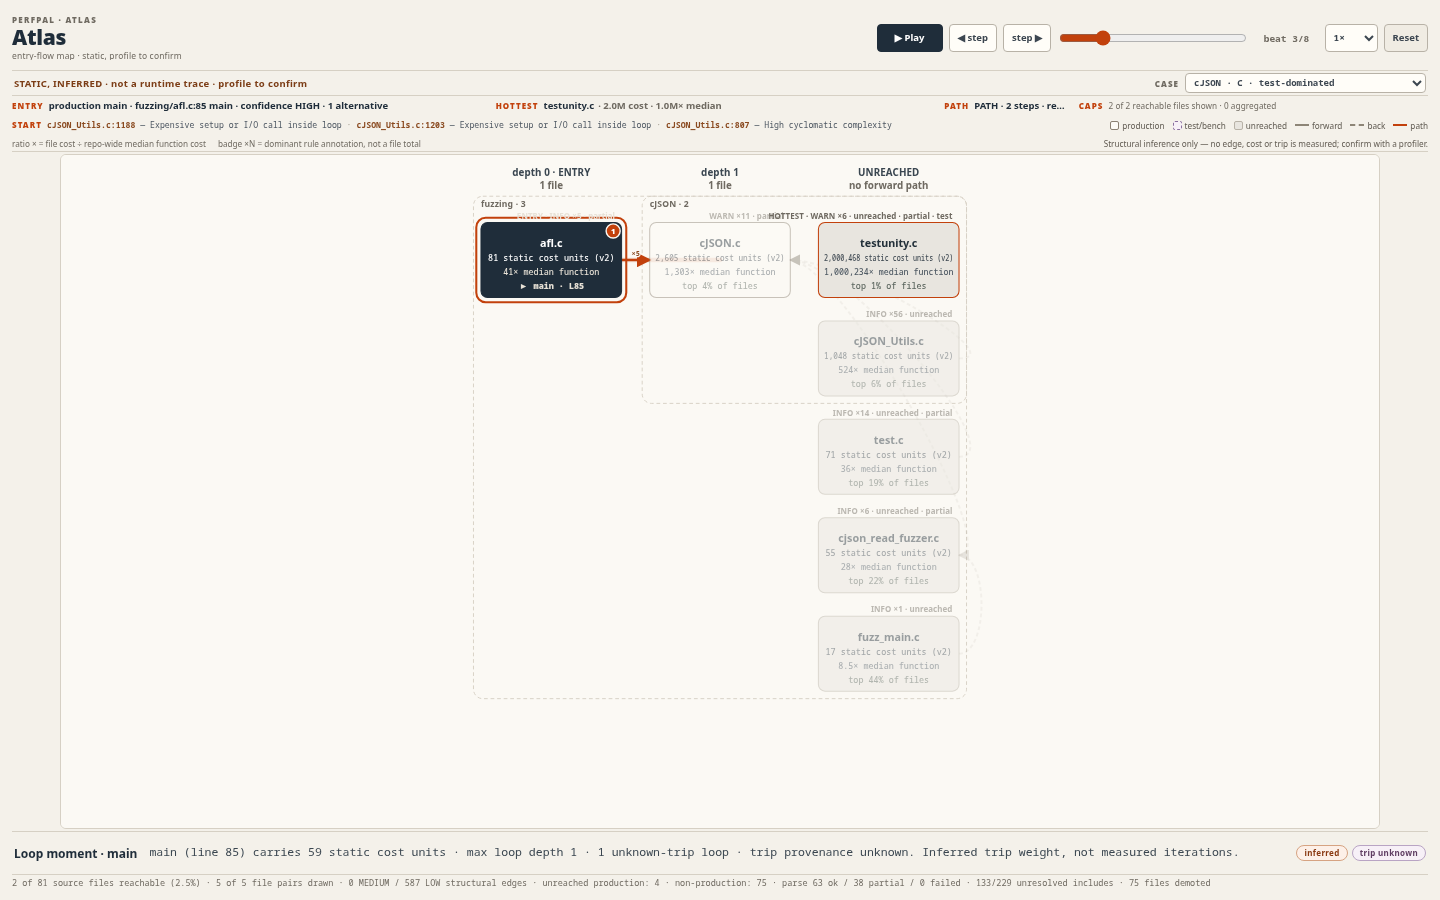 PERFPAL · ATLAS
Atlas
entry-flow map · static, profile to confirm
▶ Play
◀ step
step ▶
beat 3/8
1×
Reset
STATIC, INFERRED · not a runtime trace · profile to confirm
CASE
cJSON · C · test-dominated
ENTRY production main · fuzzing/afl.c:85 main · confidence HIGH · 1 alternative
HOTTEST testunity.c · 2.0M cost · 1.0M× median
PATH PATH · 2 steps · re...
CAPS 2 of 2 reachable files shown · 0 aggregated
START cJSON_Utils.c:1188 — Expensive setup or I/O call inside loop · cJSON_Utils.c:1203 — Expensive setup or I/O call inside loop · cJSON_Utils.c:807 — High cyclomatic complexity
production test/bench unreached forward back path
ratio × = file cost ÷ repo-wide median function cost badge ×N = dominant rule annotation, not a file total
Structural inference only — no edge, cost or trip is measured; confirm with a profiler.
depth 0 · ENTRY
1 file
depth 1
1 file
UNREACHED
no forward path
fuzzing · 3
cJSON · 2
1
afl.c
81 static cost units (v2)
41× median function
▶ main · L85
×5
WARN ×11 ·
cJSON.c
2,605 static cost units (v2)
1,303× median function
top 4% of files
HOTTEST · WARN ×6 · unreached · partial · test
testunity.c
2,000,468 static cost units (v2)
1,000,234× median function
top 1% of files
INFO ×56 · unreached
cJSON_Utils.c
1,048 static cost units (v2)
524× median function
top 6% of files
INFO ×14 · unreached · partial
test.c
71 static cost units (v2)
36× median function
top 19% of files
INFO ×6 · unreached · partial
cjson_read_fuzzer.c
55 static cost units (v2)
28× median function
top 22% of files
INFO ×1 · unreached
fuzz_main.c
17 static cost units (v2)
8.5× median function
top 44% of files
Loop moment · main
main (line 85) carries 59 static cost units · max loop depth 1 · 1 unknown-trip loop · trip provenance unknown. Inferred trip weight, not measured iterations.
inferred
trip unknown
2 of 81 source files reachable (2.5%) · 5 of 5 file pairs drawn · 0 MEDIUM / 587 LOW structural edges · unreached production: 4 · non-production: 75 · parse 63 ok / 38 partial / 0 failed · 133/229 unresolved includes · 75 files demoted